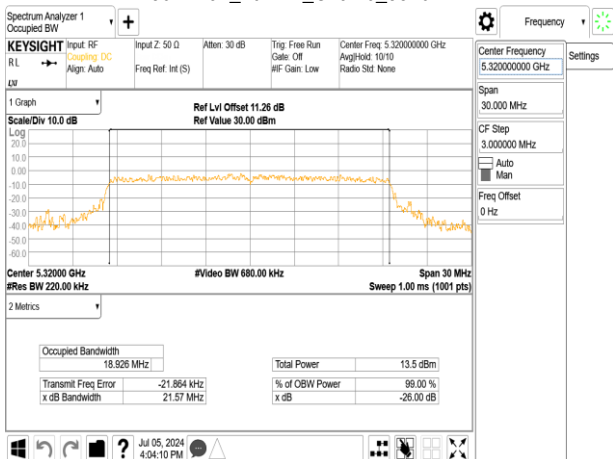 Spectrum Analyzer 1
Occupied BW
Frequency
KEYSIGHT
RL
LXI
Input: RF
Coupling: DC
Align: Auto
Input Z: 50 Ω
Freq Ref: Int (S)
Atten: 30 dB
Trig: Free Run
Gate: Off
#IF Gain: Low
Center Freq: 5.320000000 GHz
Avg|Hold: 10/10
Radio Std: None
Center Frequency
5.320000000 GHz
Settings
Span
30.000 MHz
CF Step
3.000000 MHz
Auto
Man
Freq Offset
0 Hz
1 Graph
Scale/Div 10.0 dB
Ref Lvl Offset 11.26 dB
Ref Value 30.00 dBm
Log
20.0
10.0
0.00
-10.0
-20.0
-30.0
-40.0
-50.0
-60.0
Center 5.32000 GHz
#Video BW 680.00 kHz
Span 30 MHz
#Res BW 220.00 kHz
Sweep 1.00 ms (1001 pts)
2 Metrics
Occupied Bandwidth
18.926 MHz
Total Power 13.5 dBm
Transmit Freq Error -21.864 kHz
% of OBW Power 99.00 %
x dB Bandwidth 21.57 MHz
x dB -26.00 dB
Jul 05, 2024
4:04:10 PM